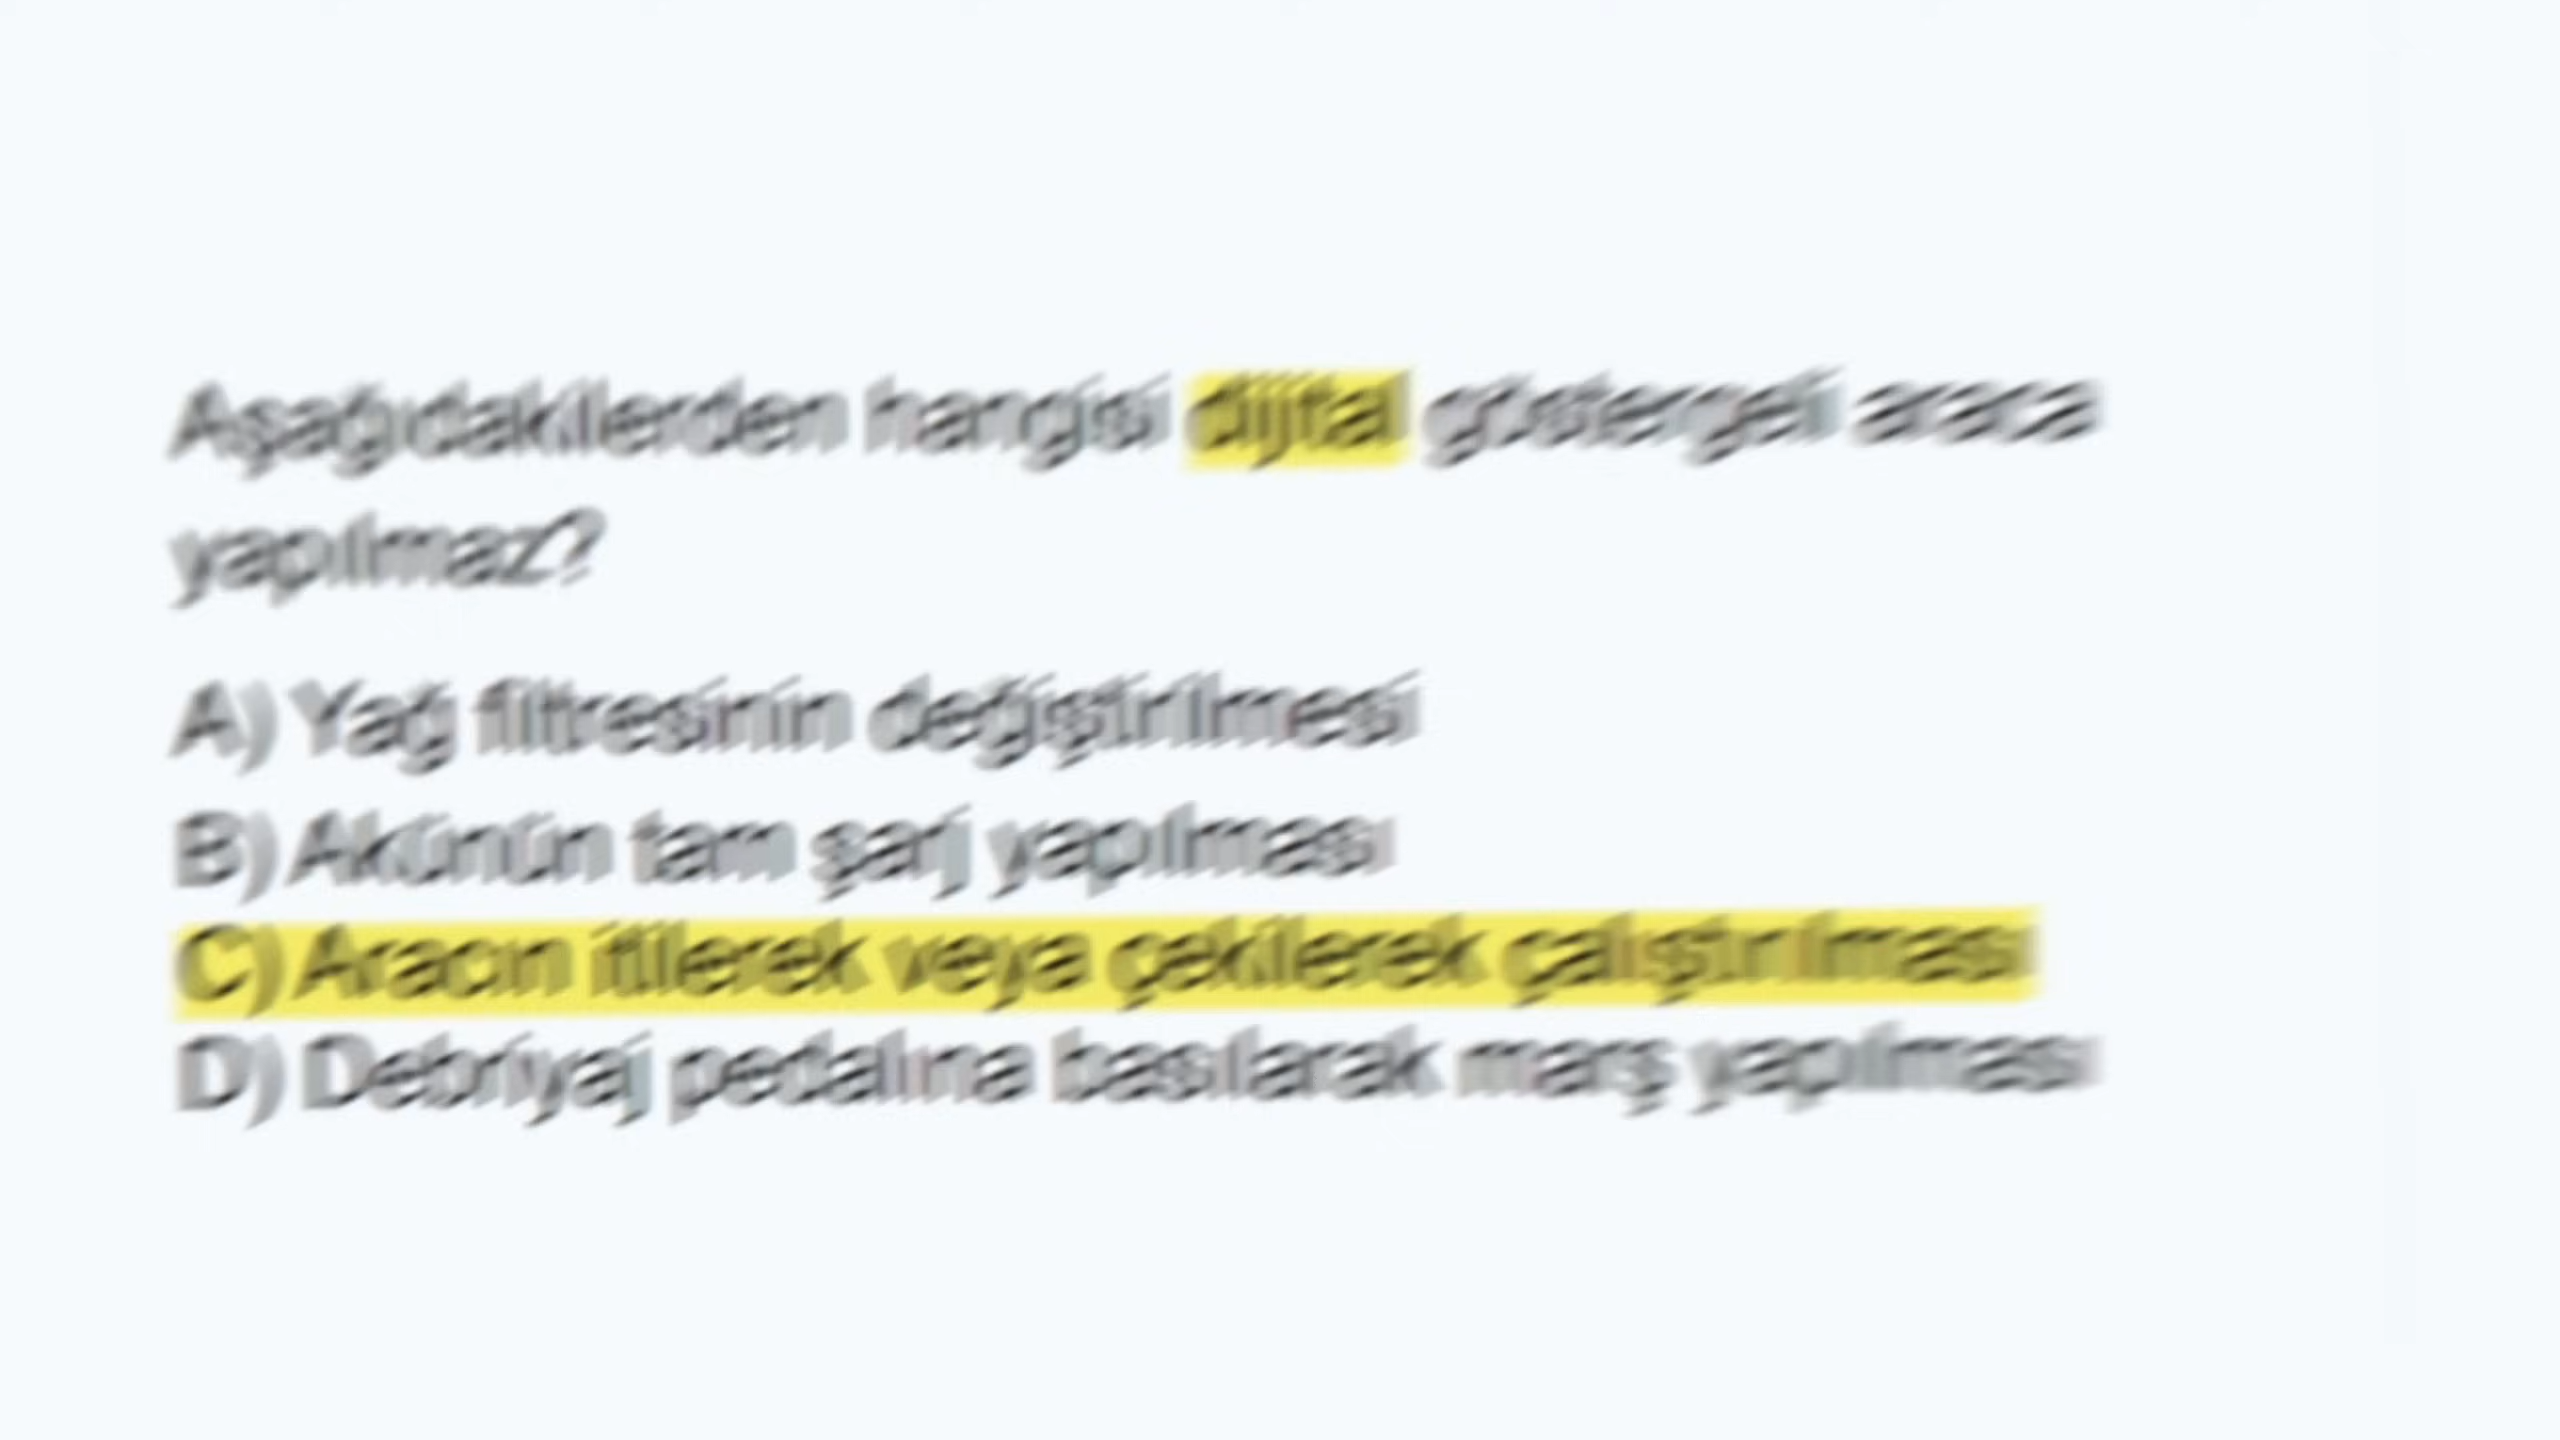 Aşağıdakilerden hangisi dijital göstergeli araca
yapılmaz?
A) Yağ filtresinin değiştirilmesi
B) Akünün tam şarj yapılması
C) Aracın itilerek veya çekilerek çalıştırılması
D) Debriyaj pedalına basılarak marş yapılması